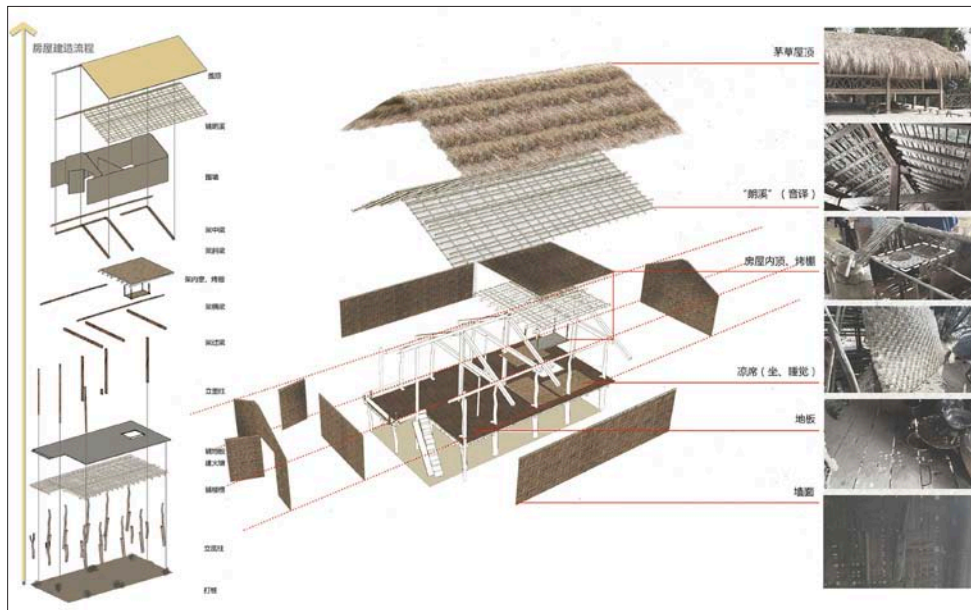 房屋建造流程
盖顶
铺朗溪
围墙
架中梁
架斜梁
架内壁、烤棚
架横梁
架过梁
立面柱
铺地板
建火塘
铺楼楞
立底柱
打桩
茅草屋顶
“朗溪”（音译）
房屋内顶、烤棚
凉席（坐、睡觉）
地板
墙面